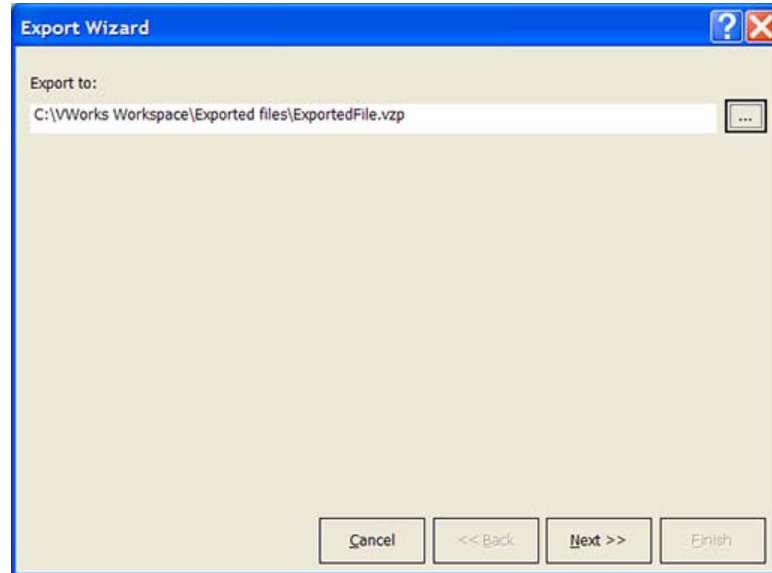 Export Wizard
?
Export to:
C:\VWorks Workspace\Exported files\ExportedFile.vzp
...
Cancel << Back Next >> Finish